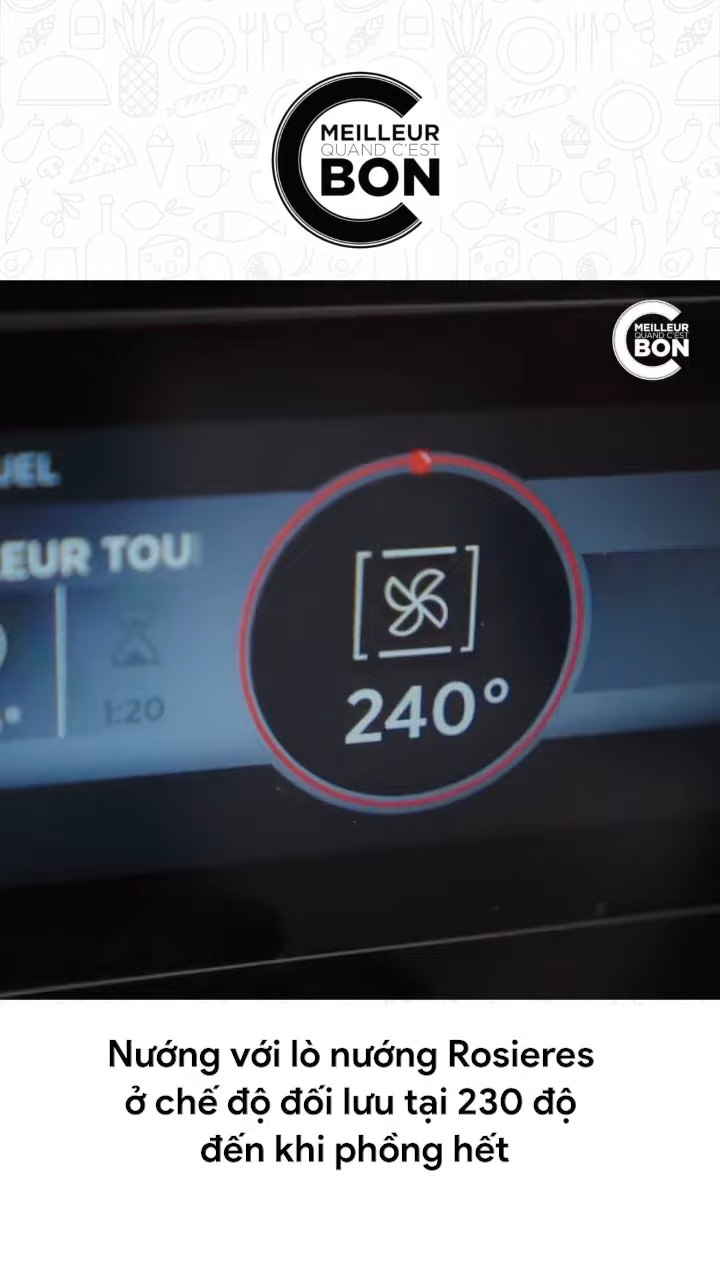 MEILLEUR
QUAND C'EST
BON
MEILLEUR
QUAND C'EST
BON
UEL
EUR TOU
1:20
240°
Nướng với lò nướng Rosieres
ở chế độ đối lưu tại 230 độ
đến khi phồng hết